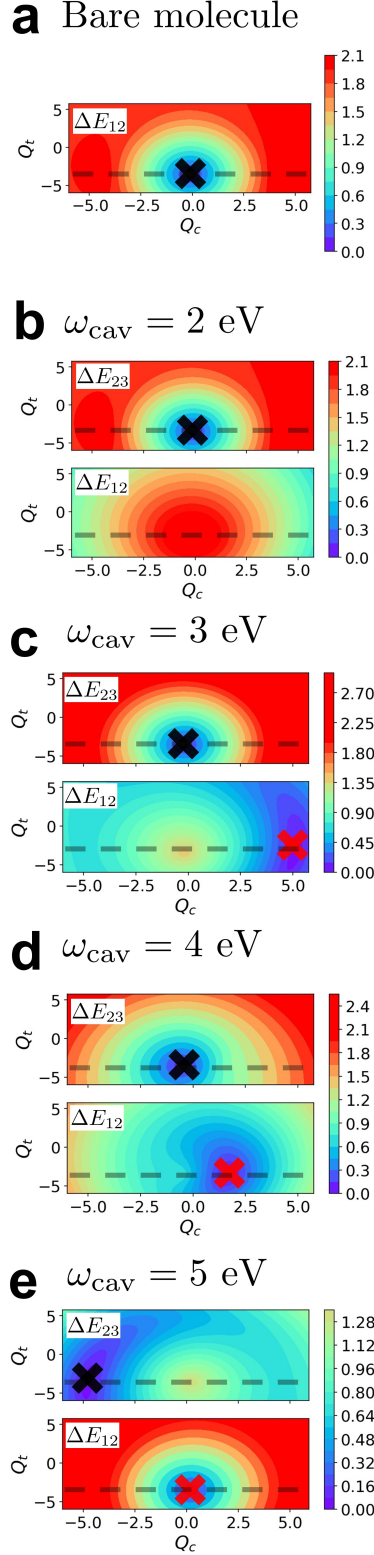 a Bare molecule
ΔE12
Qt
5
0
−5
−5.0 −2.5 0.0 2.5 5.0
Qc
2.1
1.8
1.5
1.2
0.9
0.6
0.3
0.0
b ωcav = 2 eV
ΔE23
Qt
5
0
−5
ΔE12
Qt
5
0
−5
−5.0 −2.5 0.0 2.5 5.0
Qc
2.1
1.8
1.5
1.2
0.9
0.6
0.3
0.0
c ωcav = 3 eV
ΔE23
Qt
5
0
−5
ΔE12
Qt
5
0
−5
−5.0 −2.5 0.0 2.5 5.0
Qc
2.70
2.25
1.80
1.35
0.90
0.45
0.00
d ωcav = 4 eV
ΔE23
Qt
5
0
−5
ΔE12
Qt
5
0
−5
−5.0 −2.5 0.0 2.5 5.0
Qc
2.4
2.0
1.6
1.2
0.8
0.4
0.0
e ωcav = 5 eV
ΔE23
Qt
5
0
−5
ΔE12
Qt
5
0
−5
−5.0 −2.5 0.0 2.5 5.0
Qc
1.28
1.12
0.96
0.80
0.64
0.48
0.32
0.16
0.00